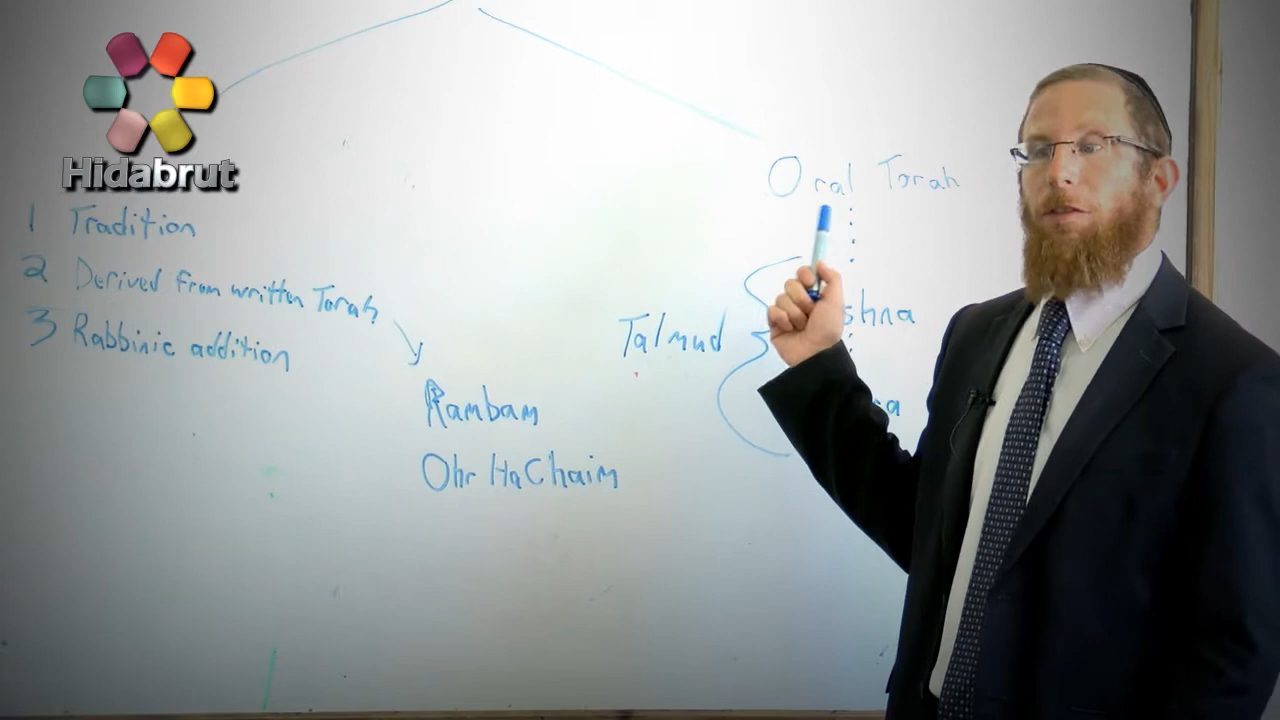 Hidabrut
Oral Torah
1 Tradition
2 Derived from written Torah
3 Rabbinic addition
Talmud
Rambam
Ohr HaChaim